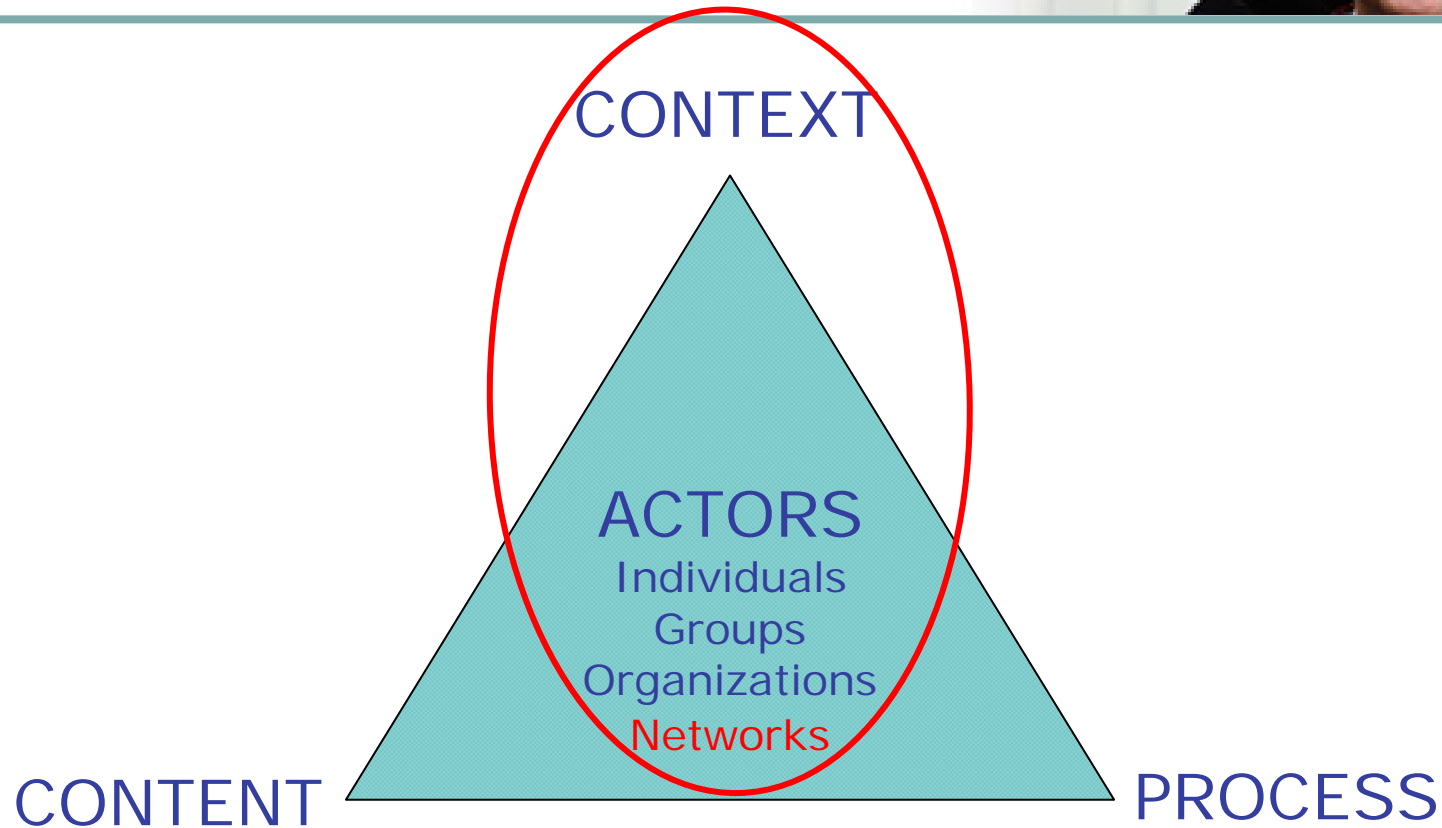 CONTEXT
ACTORS
Individuals
Groups
Organizations
Networks
CONTENT
PROCESS